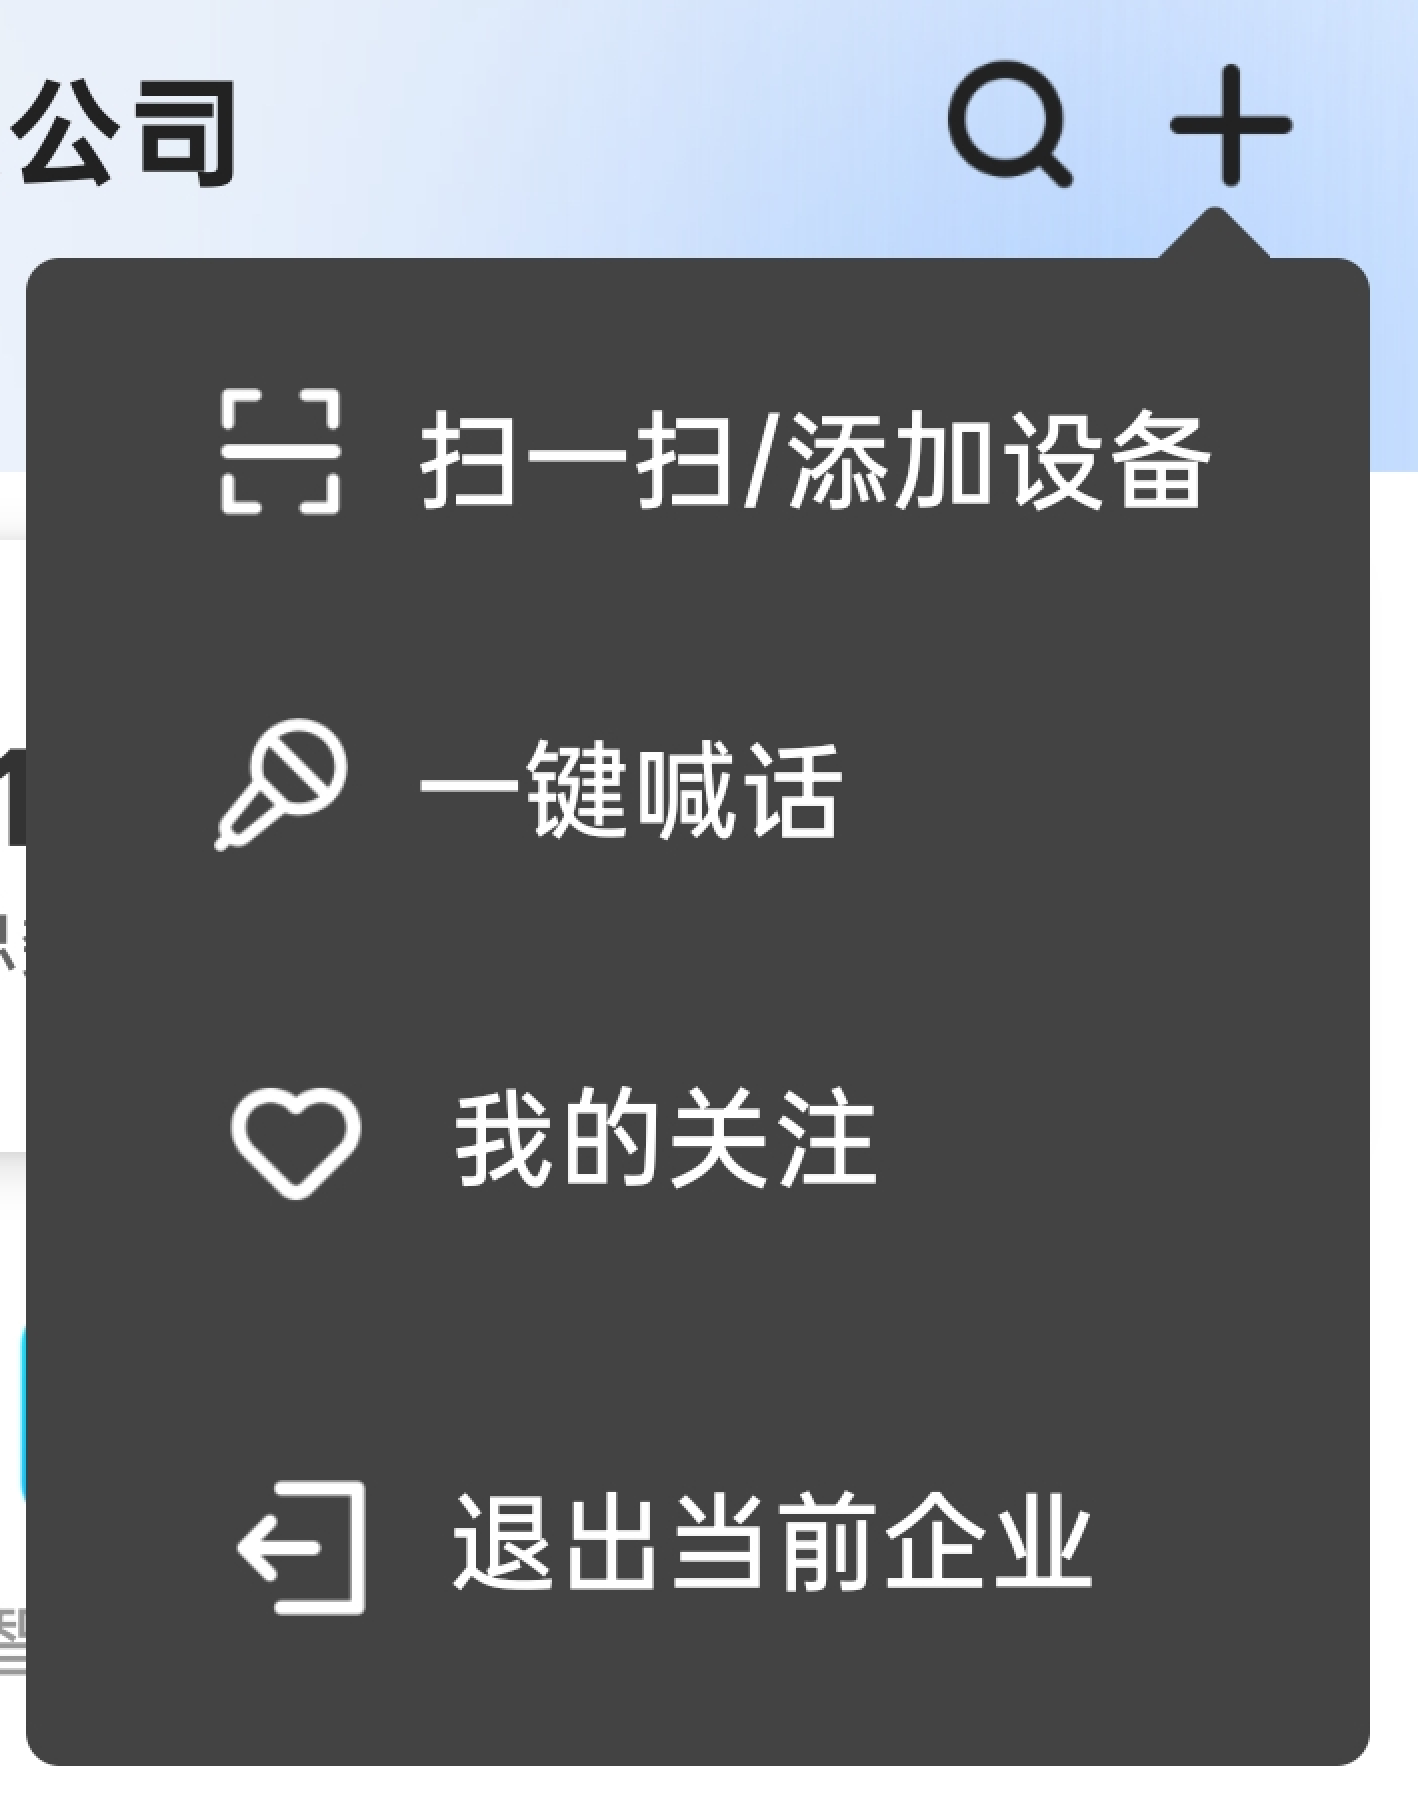 公司
扫一扫/添加设备
一键喊话
我的关注
退出当前企业